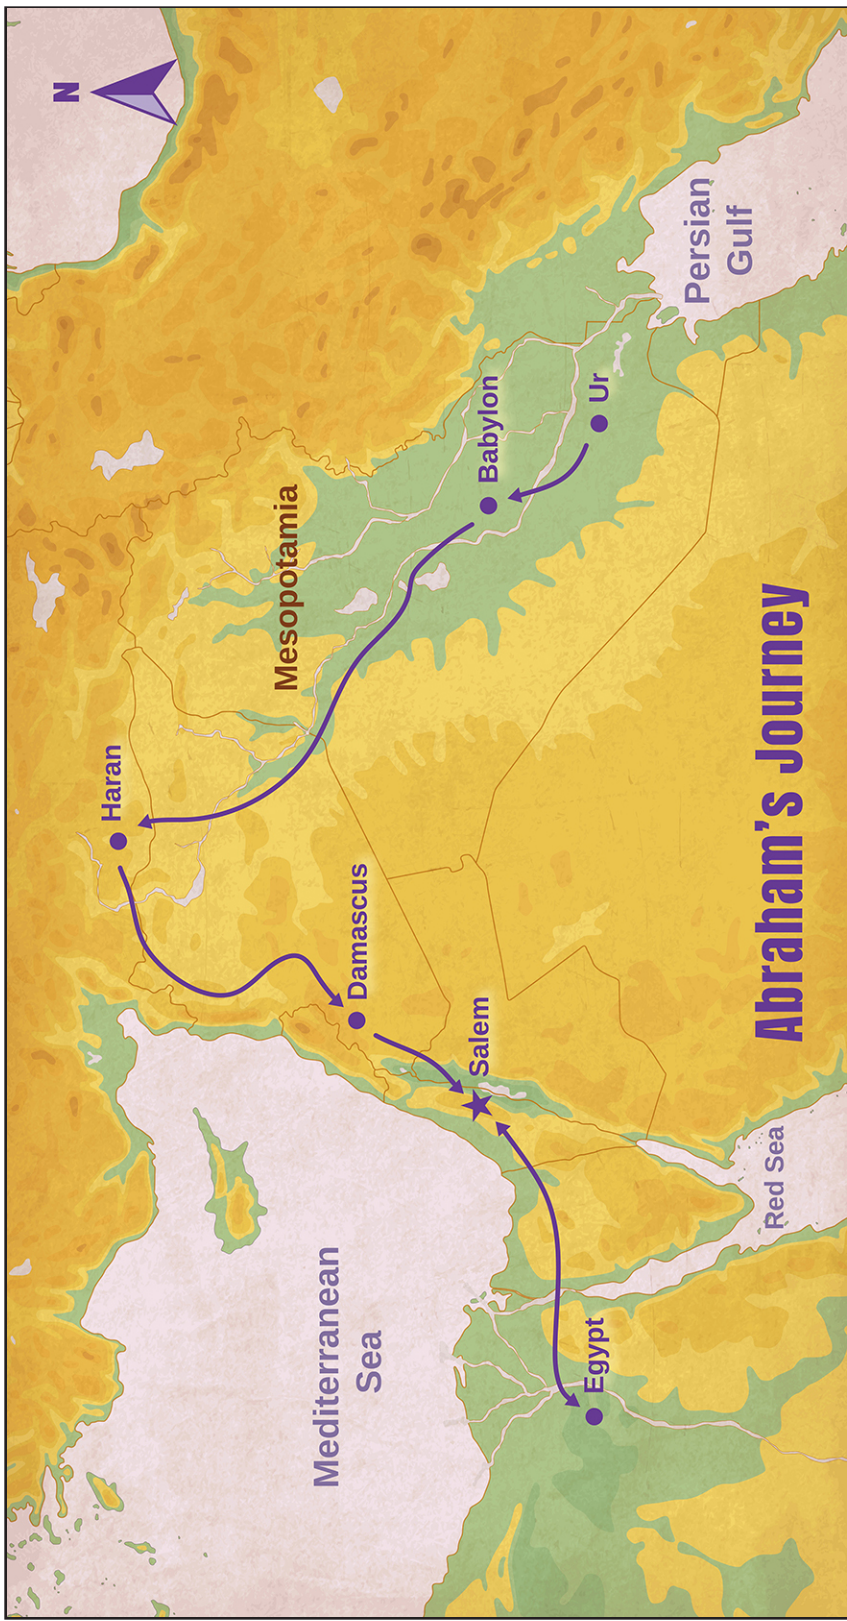 N
Haran
Mesopotamia
Babylon
Ur
Persian
Gulf
Damascus
Salem
Mediterranean
Sea
Egypt
Red Sea
Abraham’s Journey